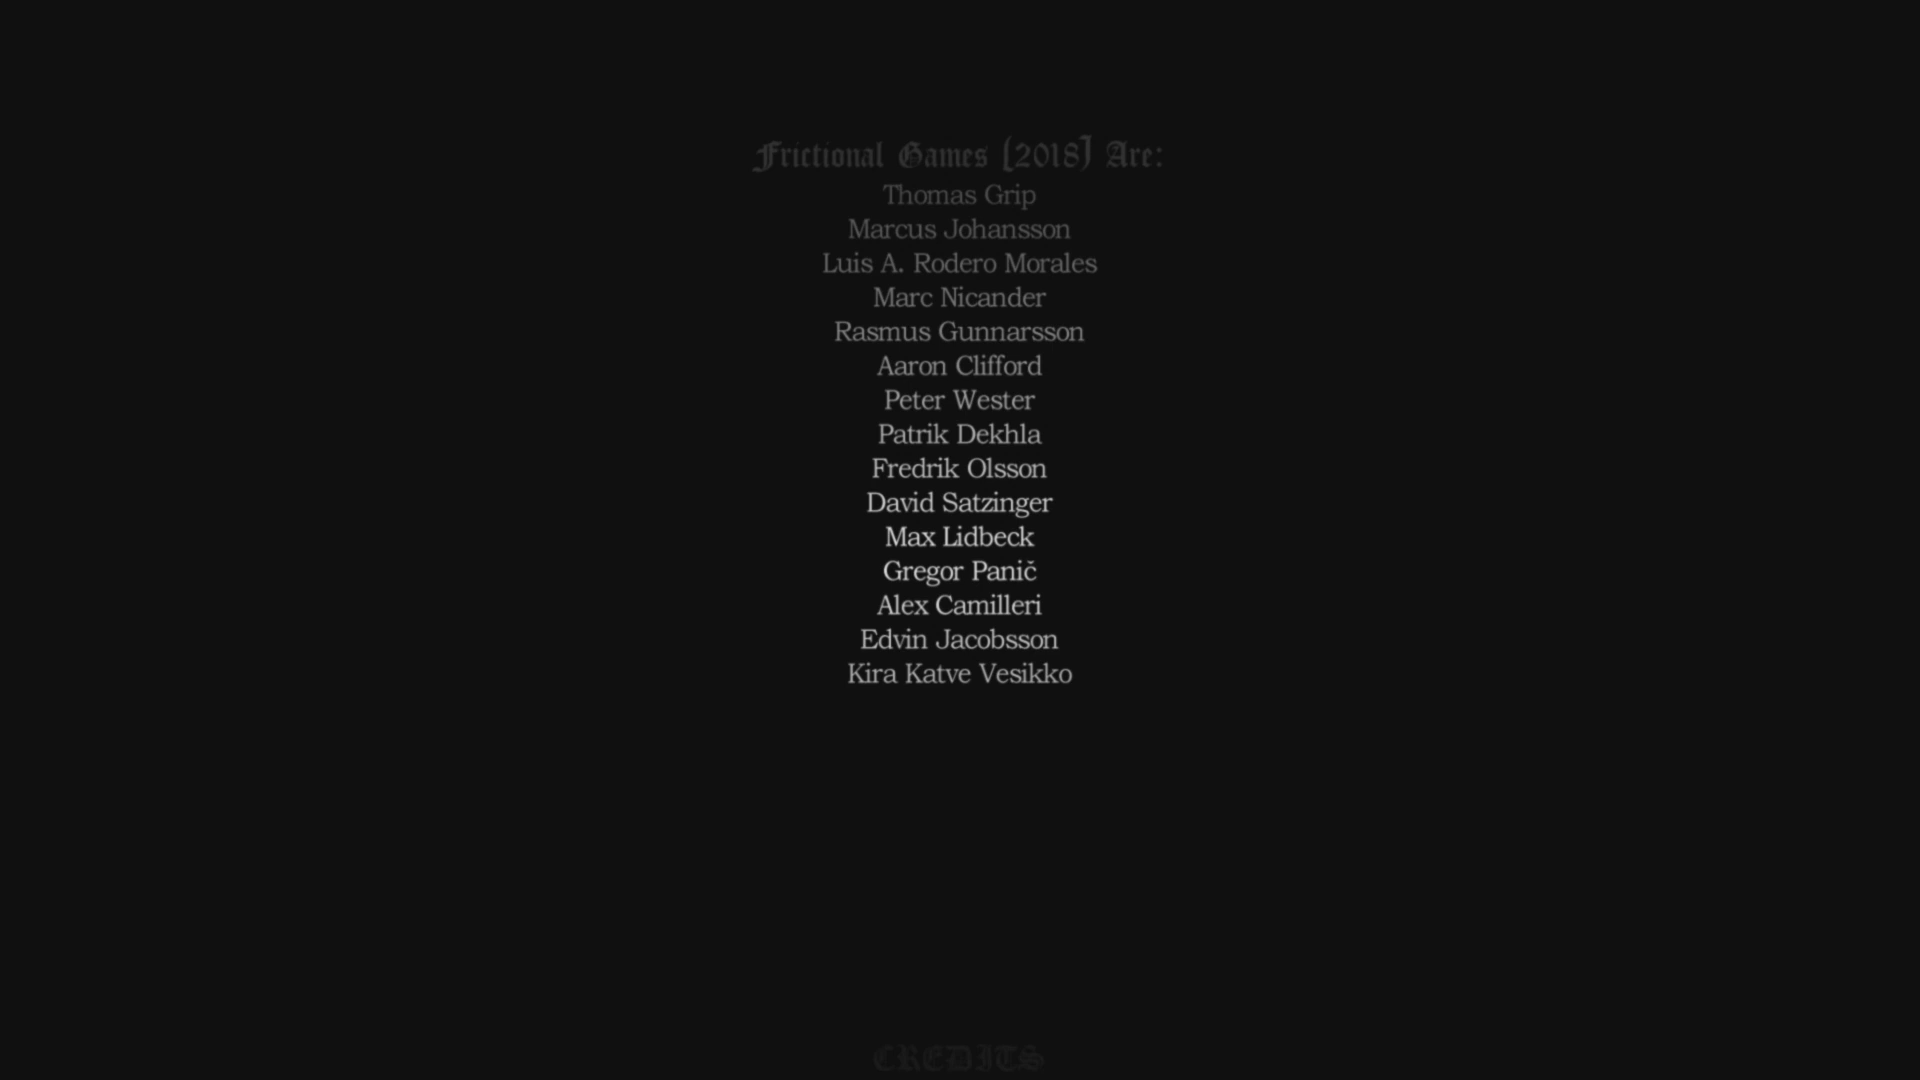 Frictional Games [2018] Are:
Thomas Grip
Marcus Johansson
Luis A. Rodero Morales
Marc Nicander
Rasmus Gunnarsson
Aaron Clifford
Peter Wester
Patrik Dekhla
Fredrik Olsson
David Satzinger
Max Lidbeck
Gregor Panič
Alex Camilleri
Edvin Jacobsson
Kira Katve Vesikko
CREDITS